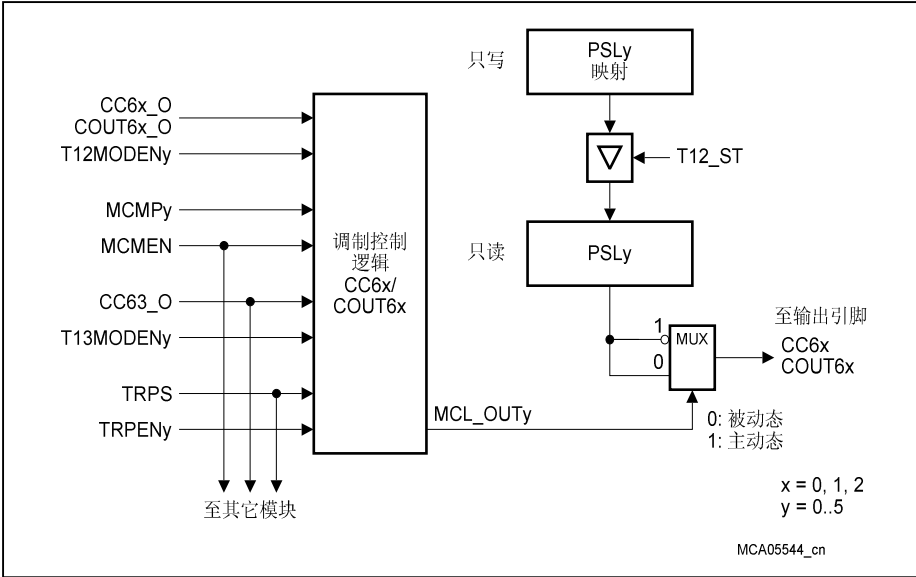 只写
PSLy
映射
CC6x_O
COUT6x_O
T12MODENy
T12_ST
MCMPy
MCMEN
调制控制
逻辑
CC6x/
COUT6x
只读
PSLy
CC63_O
T13MODENy
1
0
MUX
至输出引脚
CC6x
COUT6x
TRPS
TRPENy
MCL_OUTy
0: 被动态
1: 主动态
至其它模块
x = 0, 1, 2
y = 0..5
MCA05544_cn